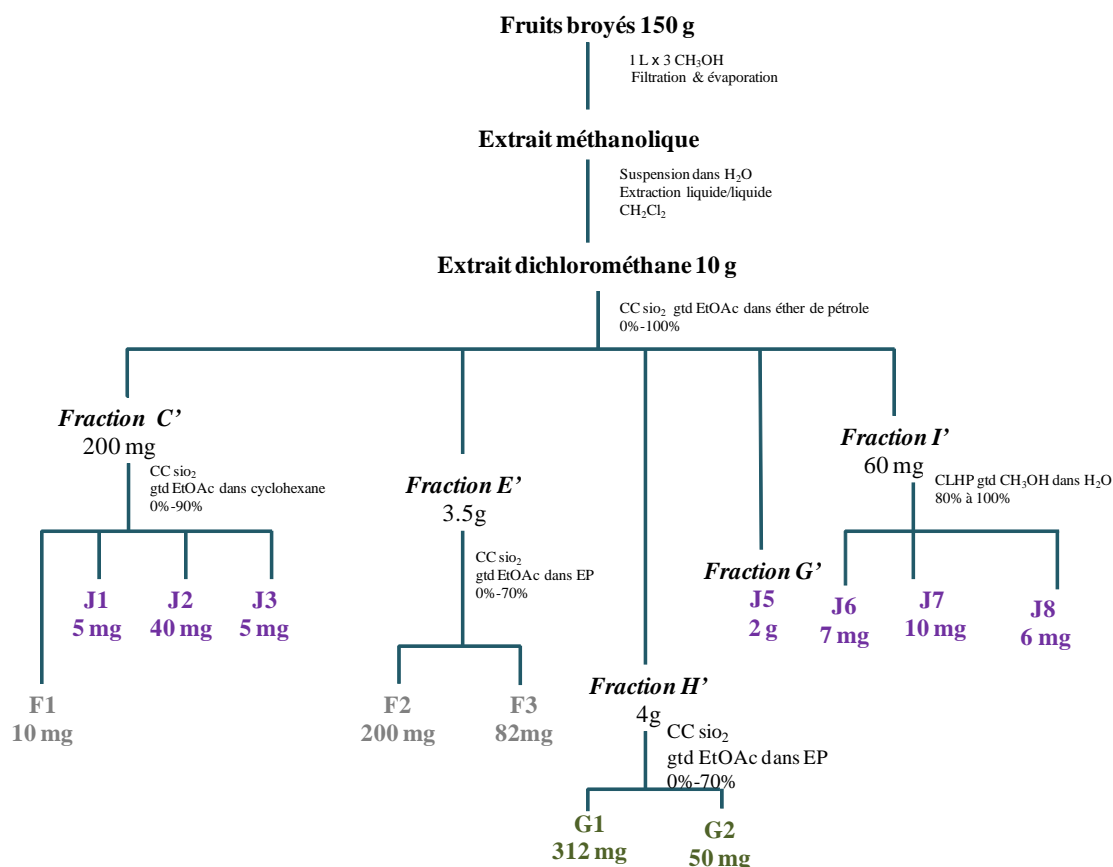 Fruits broyés 150 g
1 L x 3 CH₃OH
Filtration & évaporation
Extrait méthanolique
Suspension dans H₂O
Extraction liquide/liquide
CH₂Cl₂
Extrait dichlorométhane 10 g
CC sio₂ gtd EtOAc dans éther de pétrole
0%-100%
Fraction C’
200 mg
CC sio₂
gtd EtOAc dans cyclohexane
0%-90%
F1
10 mg
J1
5 mg
J2
40 mg
J3
5 mg
Fraction E’
3.5g
CC sio₂
gtd EtOAc dans EP
0%-70%
F2
200 mg
F3
82mg
Fraction H’
4g
CC sio₂
gtd EtOAc dans EP
0%-70%
G1
312 mg
G2
50 mg
Fraction G’
J5
2 g
Fraction I’
60 mg
CLHP gtd CH₃OH dans H₂O
80% à 100%
J6
7 mg
J7
10 mg
J8
6 mg